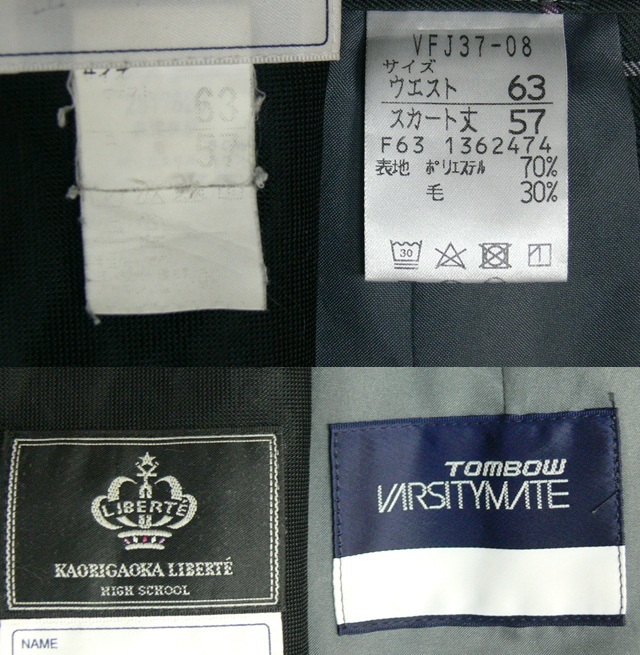 63
57
VFJ37-08
サイズ
ウエスト 63
スカート丈 57
F63 1362474
表地 ポリエステル 70%
毛 30%
30
1
LIBERTÉ
KAORIGAOKA LIBERTÉ
HIGH SCHOOL
NAME
TOMBOW
VARSITYMATE